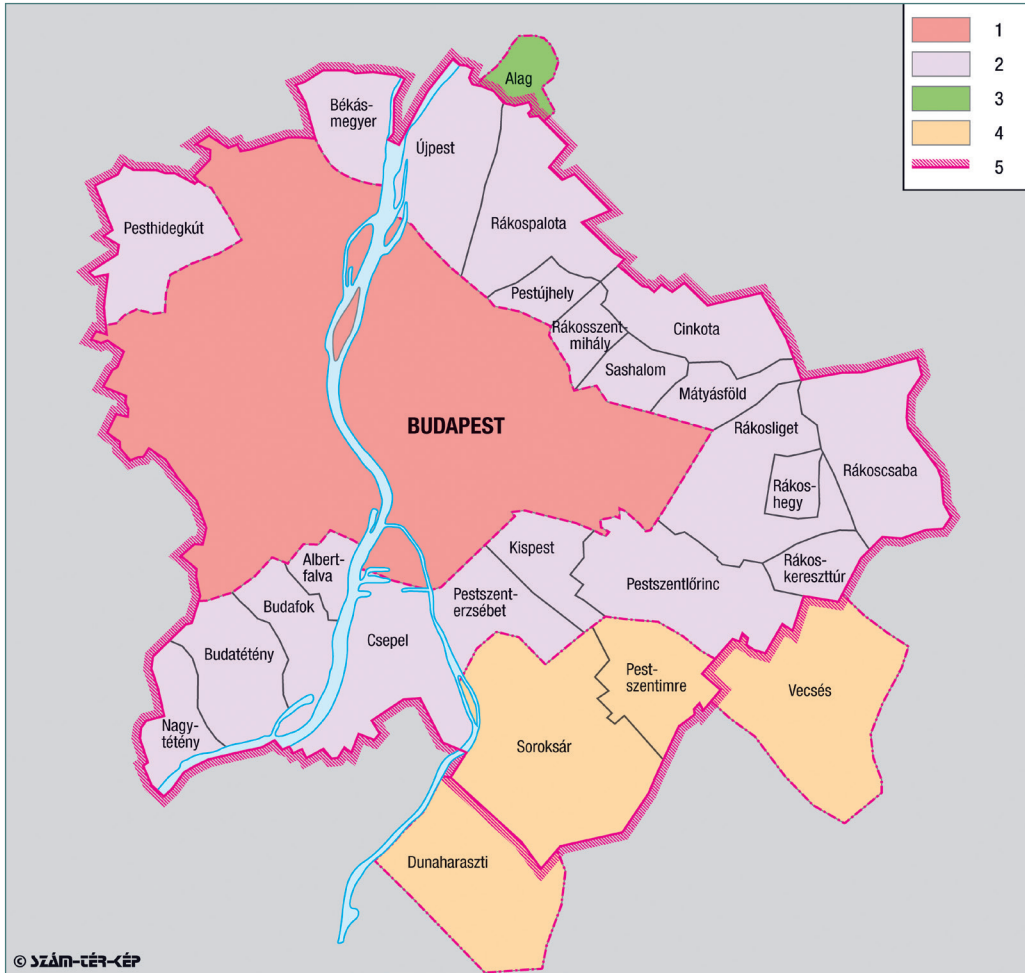 1
2
3
4
5
Alag
Békás-
megyer
Újpest
Pesthidegkút
Rákospalota
Pestújhely
Rákosszent-
mihály
Cinkota
Sashalom
Mátyásföld
BUDAPEST
Rákosliget
Rákoscsaba
Rákos-
hegy
Kispest
Albert-
falva
Rákos-
kereszttúr
Pestszentlőrinc
Pestszent-
erzsébet
Budafok
Csepel
Budatétény
Pest-
szentimre
Vecsés
Nagy-
tétény
Soroksár
Dunaharaszti
© SZÁM-TÉR-KÉP